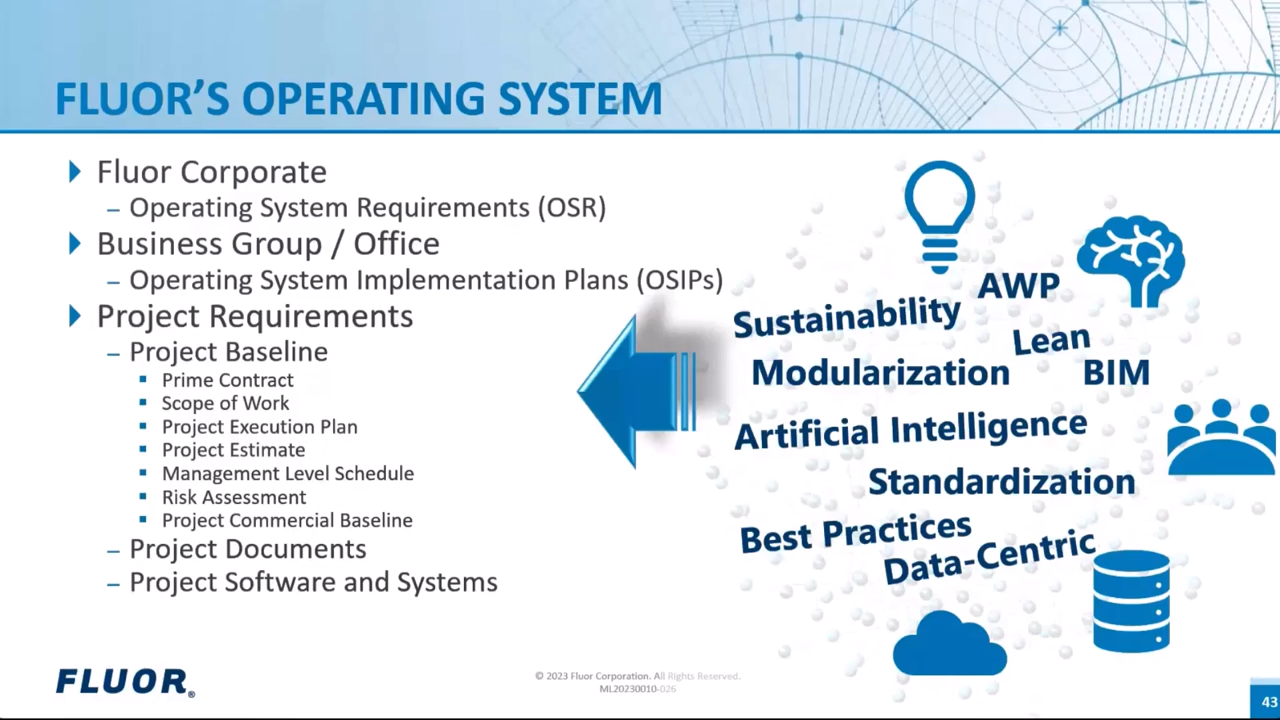 FLUOR’S OPERATING SYSTEM
Fluor Corporate
– Operating System Requirements (OSR)
Business Group / Office
– Operating System Implementation Plans (OSIPs)
Project Requirements
– Project Baseline
Prime Contract
Scope of Work
Project Execution Plan
Project Estimate
Management Level Schedule
Risk Assessment
Project Commercial Baseline
– Project Documents
– Project Software and Systems
AWP
Sustainability
Lean
Modularization
BIM
Artificial Intelligence
Standardization
Best Practices
Data-Centric
FLUOR®
© 2023 Fluor Corporation. All Rights Reserved.
ML20230010-026
43